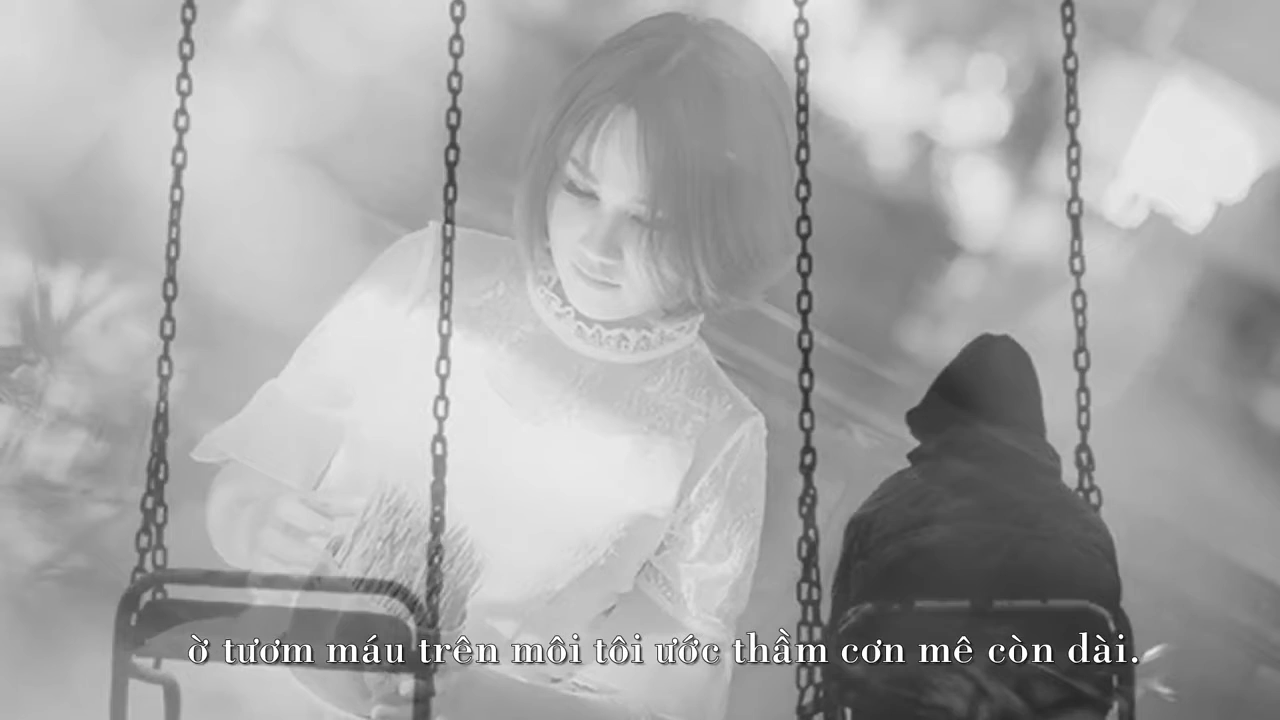 ờ tươm máu trên môi tôi ước thầm cơn mê còn dài.